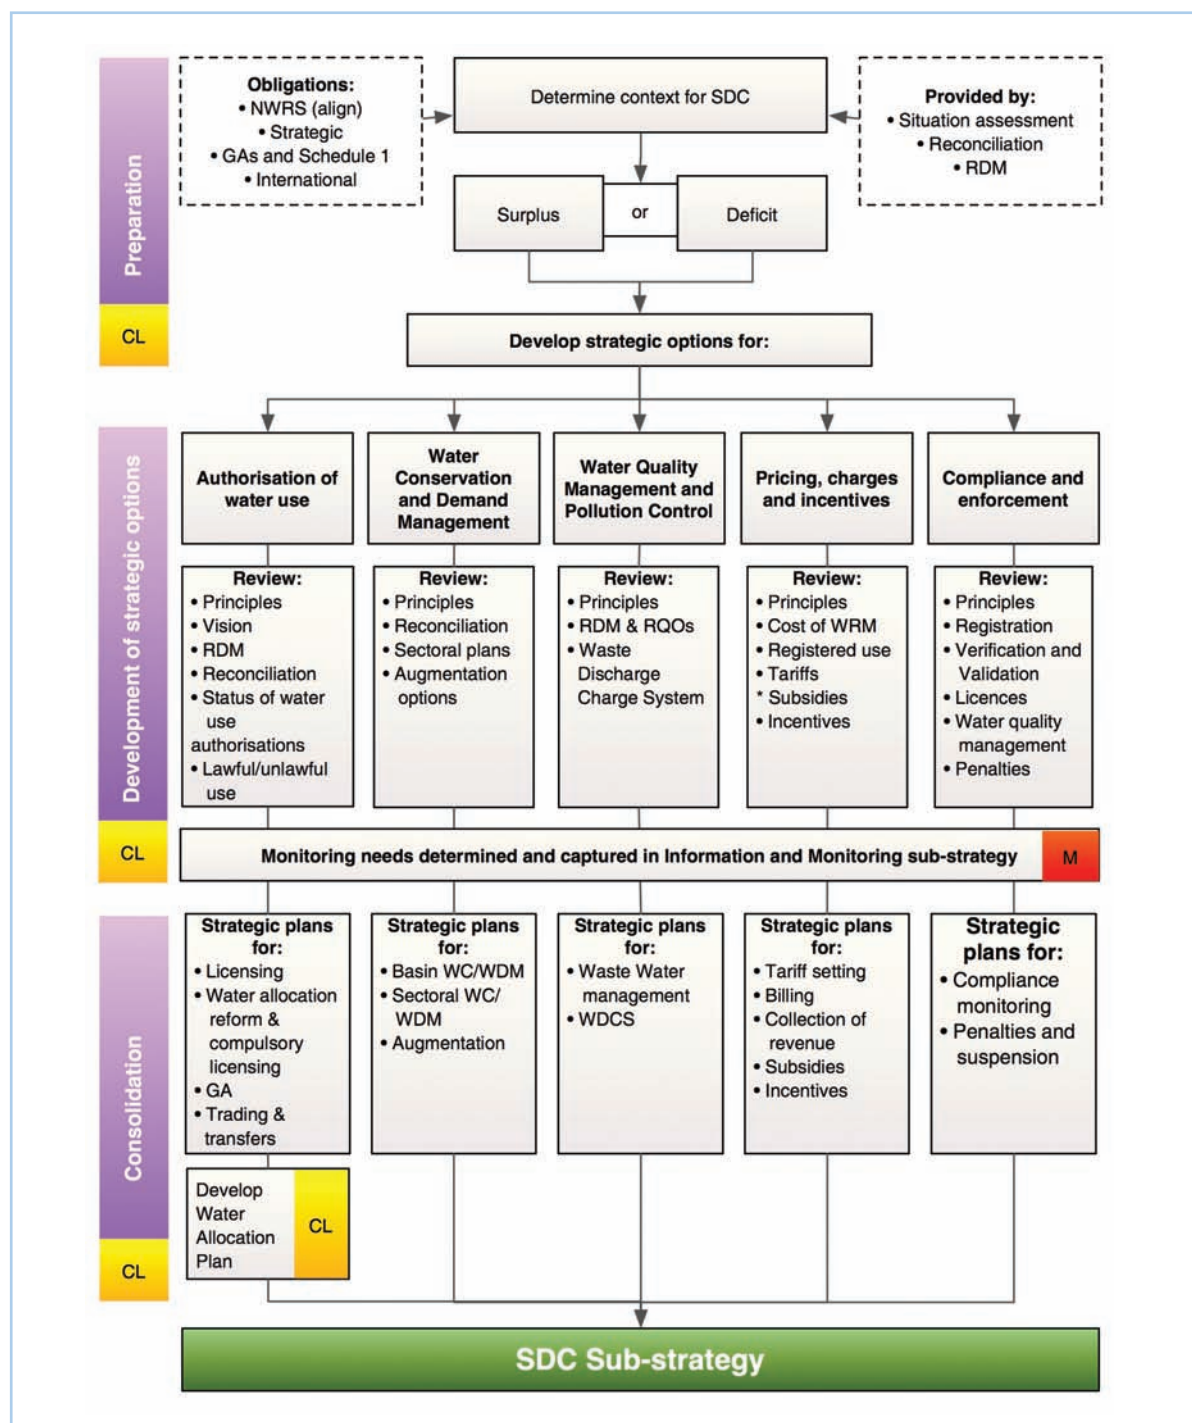 Preparation
CL
Obligations:
• NWRS (align)
• Strategic
• GAs and Schedule 1
• International
Determine context for SDC
Provided by:
• Situation assessment
• Reconciliation
• RDM
Surplus
or
Deficit
Develop strategic options for:
Development of strategic options
CL
Authorisation of
water use
Water
Conservation
and Demand
Management
Water Quality
Management and
Pollution Control
Pricing, charges
and incentives
Compliance and
enforcement
Review:
• Principles
• Vision
• RDM
• Reconciliation
• Status of water
use
authorisations
• Lawful/unlawful
use
Review:
• Principles
• Reconciliation
• Sectoral plans
• Augmentation
options
Review:
• Principles
• RDM & RQOs
• Waste
Discharge
Charge System
Review:
• Principles
• Cost of WRM
• Registered use
• Tariffs
* Subsidies
• Incentives
Review:
• Principles
• Registration
• Verification and
Validation
• Licences
• Water quality
management
• Penalties
Monitoring needs determined and captured in Information and Monitoring sub-strategy
M
Consolidation
CL
Strategic plans
for:
• Licensing
• Water allocation
reform &
compulsory
licensing
• GA
• Trading &
transfers
Strategic plans
for:
• Basin WC/WDM
• Sectoral WC/
WDM
• Augmentation
Strategic plans
for:
• Waste Water
management
• WDCS
Strategic plans
for:
• Tariff setting
• Billing
• Collection of
revenue
• Subsidies
• Incentives
Strategic
plans for:
• Compliance
monitoring
• Penalties and
suspension
Develop
Water
Allocation
Plan
CL
SDC Sub-strategy